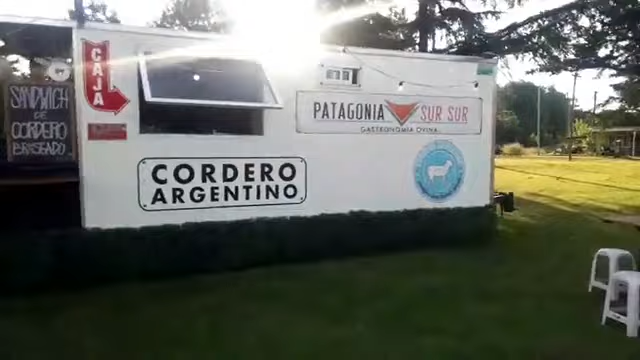 CAJA
SANDWICH
DE
CORDERO
BRASEADO
PATAGONIA SUR SUR
GASTRONOMIA OVINA
CORDERO
ARGENTINO